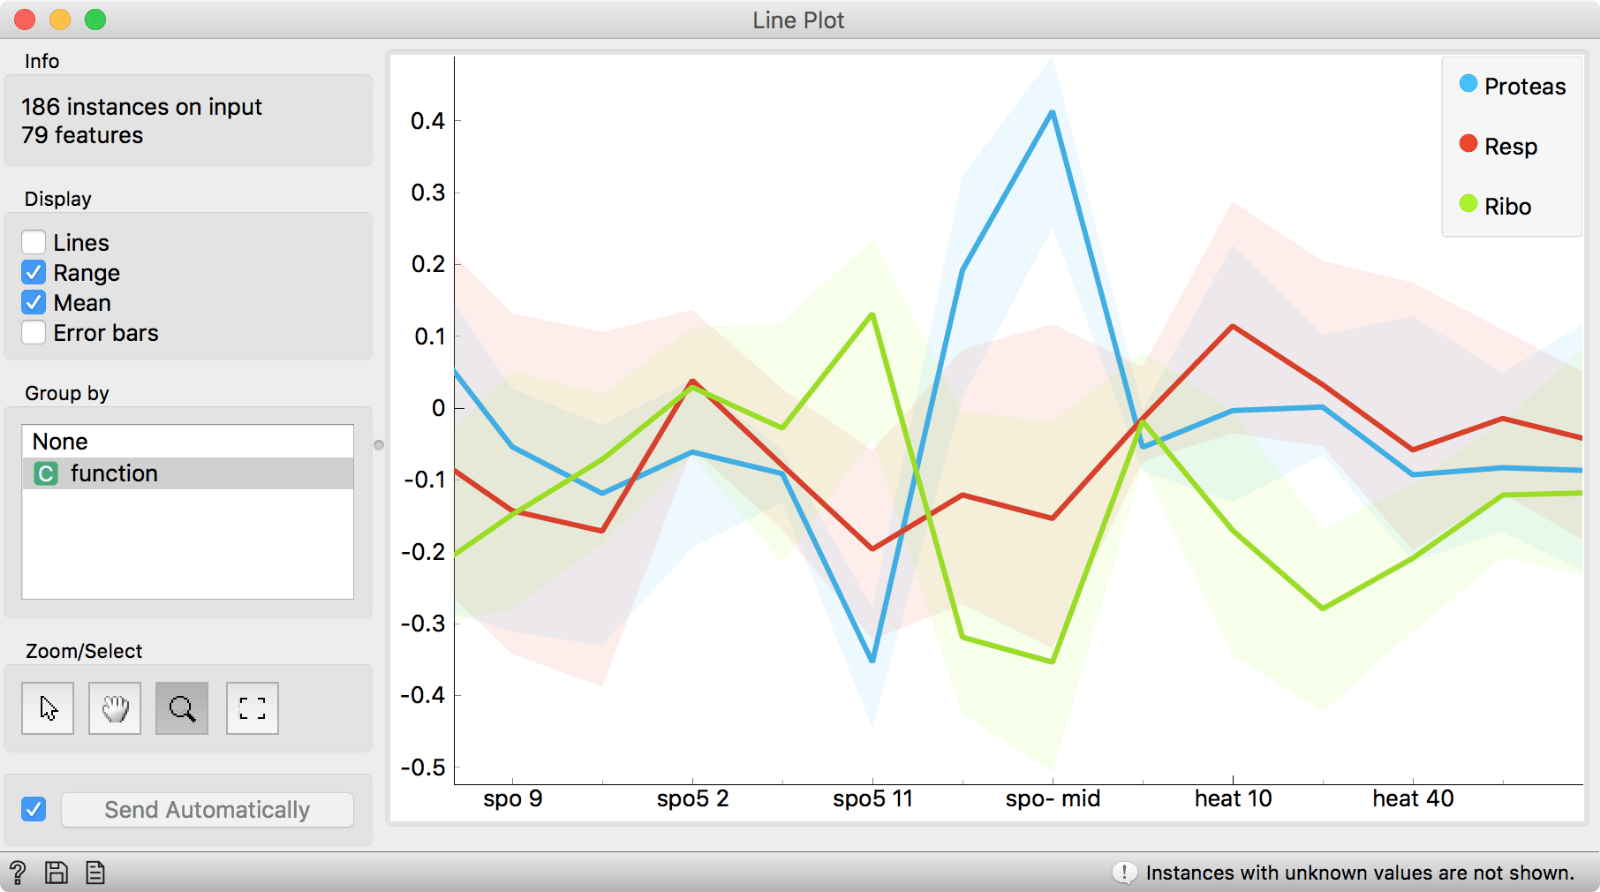 Line Plot
Info
186 instances on input
79 features
Display
Lines
Range
Mean
Error bars
Group by
None
C function
Zoom/Select
Send Automatically
0.4
0.3
0.2
0.1
0
-0.1
-0.2
-0.3
-0.4
-0.5
spo 9
spo5 2
spo5 11
spo- mid
heat 10
heat 40
Proteas
Resp
Ribo
?
! Instances with unknown values are not shown.